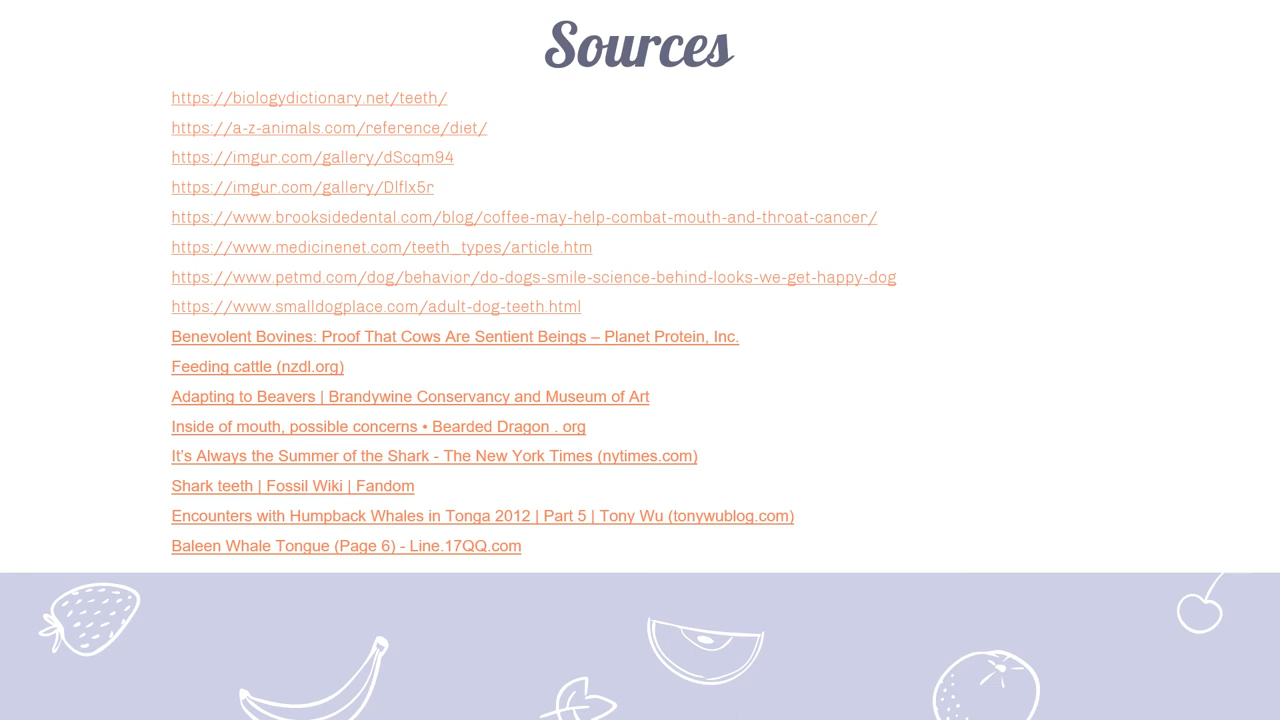 Sources
https://biologydictionary.net/teeth/
https://a-z-animals.com/reference/diet/
https://imgur.com/gallery/dScqm94
https://imgur.com/gallery/DlfIx5r
https://www.brooksidedental.com/blog/coffee-may-help-combat-mouth-and-throat-cancer/
https://www.medicinenet.com/teeth_types/article.htm
https://www.petmd.com/dog/behavior/do-dogs-smile-science-behind-looks-we-get-happy-dog
https://www.smalldogplace.com/adult-dog-teeth.html
Benevolent Bovines: Proof That Cows Are Sentient Beings – Planet Protein, Inc.
Feeding cattle (nzdl.org)
Adapting to Beavers | Brandywine Conservancy and Museum of Art
Inside of mouth, possible concerns • Bearded Dragon . org
It’s Always the Summer of the Shark - The New York Times (nytimes.com)
Shark teeth | Fossil Wiki | Fandom
Encounters with Humpback Whales in Tonga 2012 | Part 5 | Tony Wu (tonywublog.com)
Baleen Whale Tongue (Page 6) - Line.17QQ.com